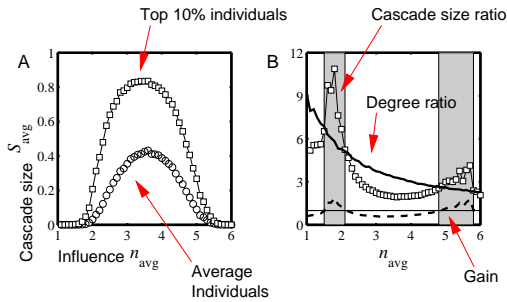 Top 10% individuals
Cascade size ratio
A
B
Degree ratio
Cascade size S_avg
1
0.8
0.6
0.4
0.2
0
1 2 3 4 5 6
Influence n_avg
Average
Individuals
12
9
6
3
0
1 2 3 4 5 6
n_avg
Gain